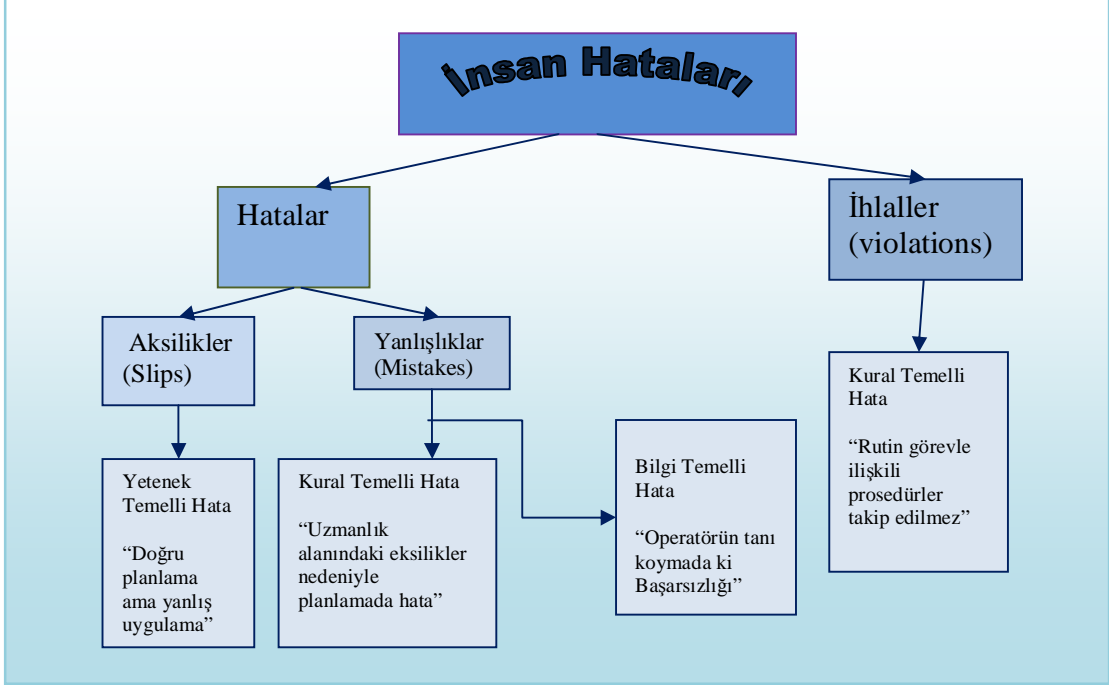 İnsan Hataları
Hatalar
İhlaller
(violations)
Aksilikler
(Slips)
Yanlışlıklar
(Mistakes)
Yetenek
Temelli Hata
“Doğru
planlama
ama yanlış
uygulama”
Kural Temelli Hata
“Uzmanlık
alanındaki eksilikler
nedeniyle
planlamada hata”
Bilgi Temelli
Hata
“Operatörün tanı
koymada ki
Başarsızlığı”
Kural Temelli
Hata
“Rutin görevle
ilişkili
prosedürler
takip edilmez”